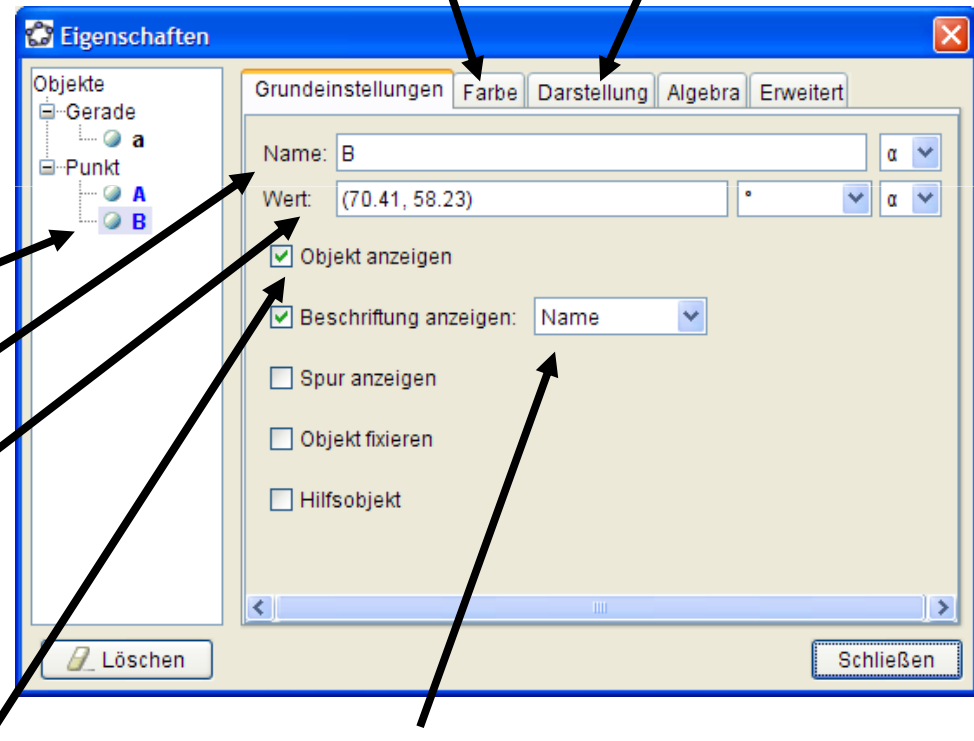 Eigenschaften
Objekte
Gerade
a
Punkt
A
B
Grundeinstellungen Farbe Darstellung Algebra Erweitert
Name: B α
Wert: (70.41, 58.23) ° α
Objekt anzeigen
Beschriftung anzeigen: Name
Spur anzeigen
Objekt fixieren
Hilfsobjekt
Löschen Schließen